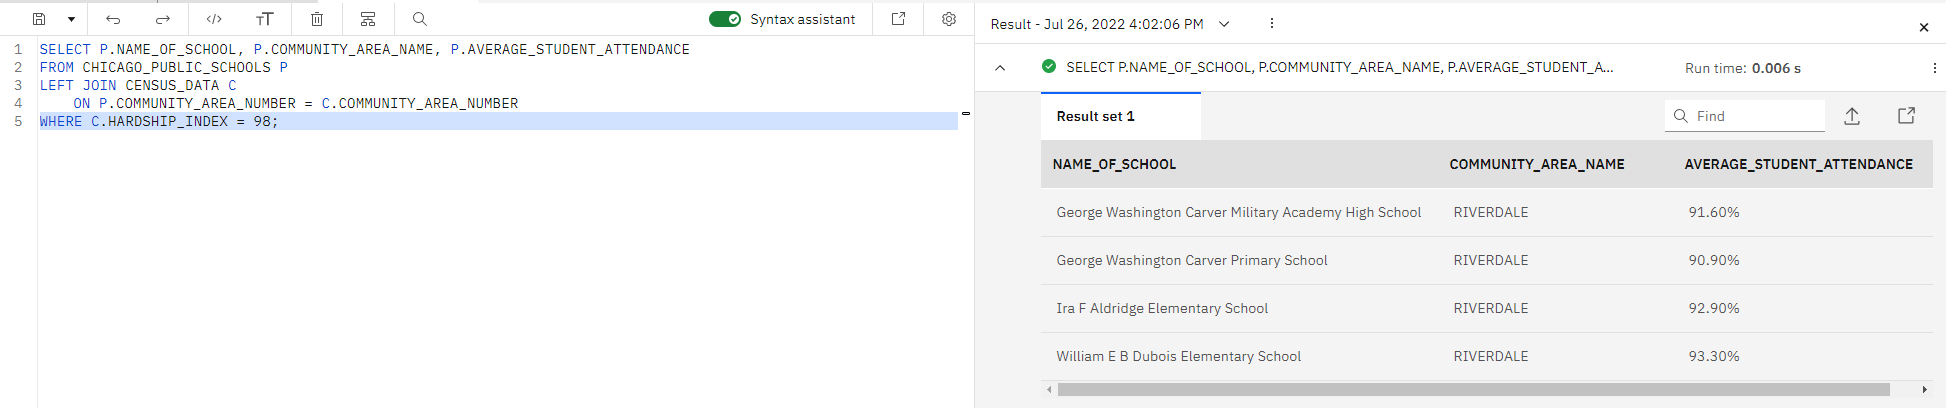 Syntax assistant
1 SELECT P.NAME_OF_SCHOOL, P.COMMUNITY_AREA_NAME, P.AVERAGE_STUDENT_ATTENDANCE
2 FROM CHICAGO_PUBLIC_SCHOOLS P
3 LEFT JOIN CENSUS_DATA C
4 ON P.COMMUNITY_AREA_NUMBER = C.COMMUNITY_AREA_NUMBER
5 WHERE C.HARDSHIP_INDEX = 98;
Result - Jul 26, 2022 4:02:06 PM
SELECT P.NAME_OF_SCHOOL, P.COMMUNITY_AREA_NAME, P.AVERAGE_STUDENT_A... Run time: 0.006 s
Result set 1 Find
NAME_OF_SCHOOL COMMUNITY_AREA_NAME AVERAGE_STUDENT_ATTENDANCE
George Washington Carver Military Academy High School RIVERDALE 91.60%
George Washington Carver Primary School RIVERDALE 90.90%
Ira F Aldridge Elementary School RIVERDALE 92.90%
William E B Dubois Elementary School RIVERDALE 93.30%